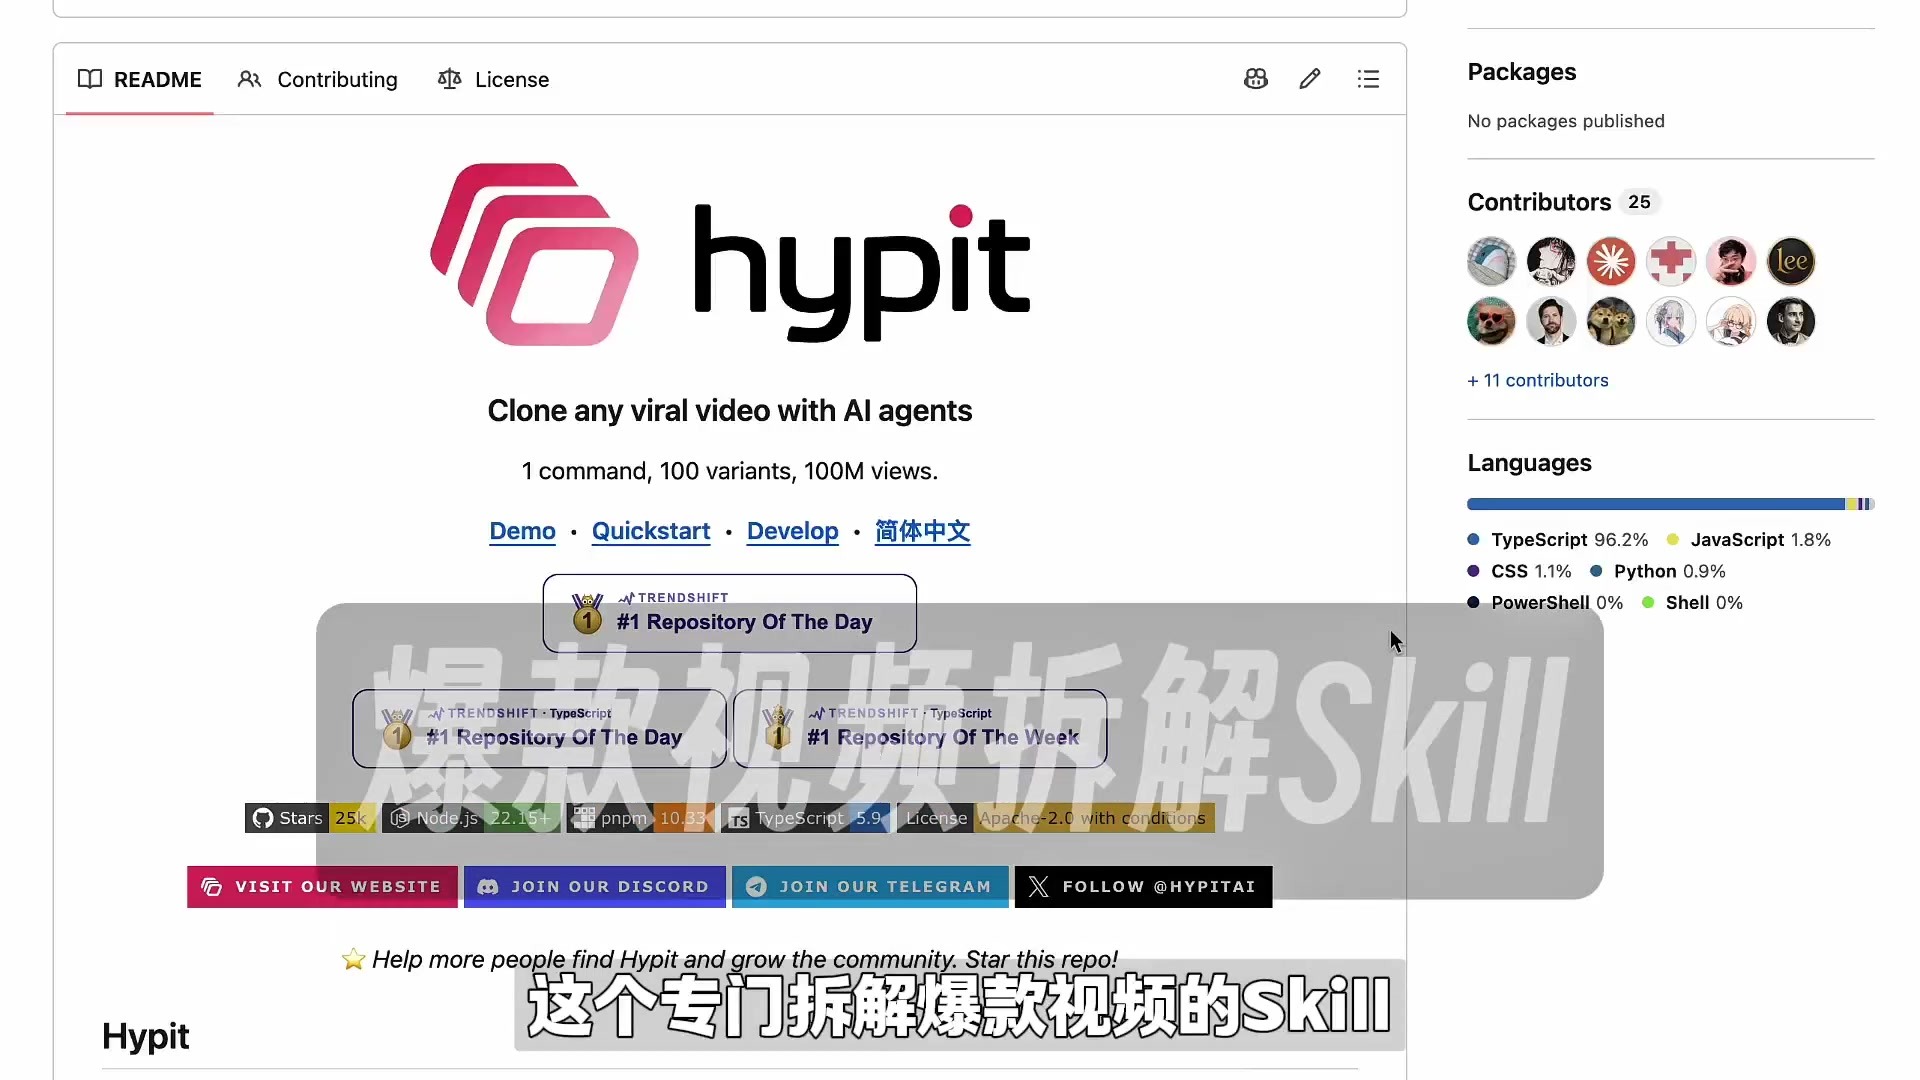 README
Contributing
License
hypit
Clone any viral video with AI agents
1 command, 100 variants, 100M views.
Demo · Quickstart · Develop · 简体中文
TRENDSHIFT
#1 Repository Of The Day
TRENDSHIFT · TypeScript
#1 Repository Of The Day
TRENDSHIFT · TypeScript
#1 Repository Of The Week
爆款视频拆解Skill
Stars 25k
Node.js 22.15+
pnpm 10.33
TS TypeScript 5.9
License Apache-2.0 with conditions
VISIT OUR WEBSITE
JOIN OUR DISCORD
JOIN OUR TELEGRAM
FOLLOW @HYPITAI
Help more people find Hypit and grow the community. Star this repo!
这个专门拆解爆款视频的Skill
Hypit
Packages
No packages published
Contributors 25
lee
+ 11 contributors
Languages
TypeScript 96.2% JavaScript 1.8%
CSS 1.1% Python 0.9%
PowerShell 0% Shell 0%